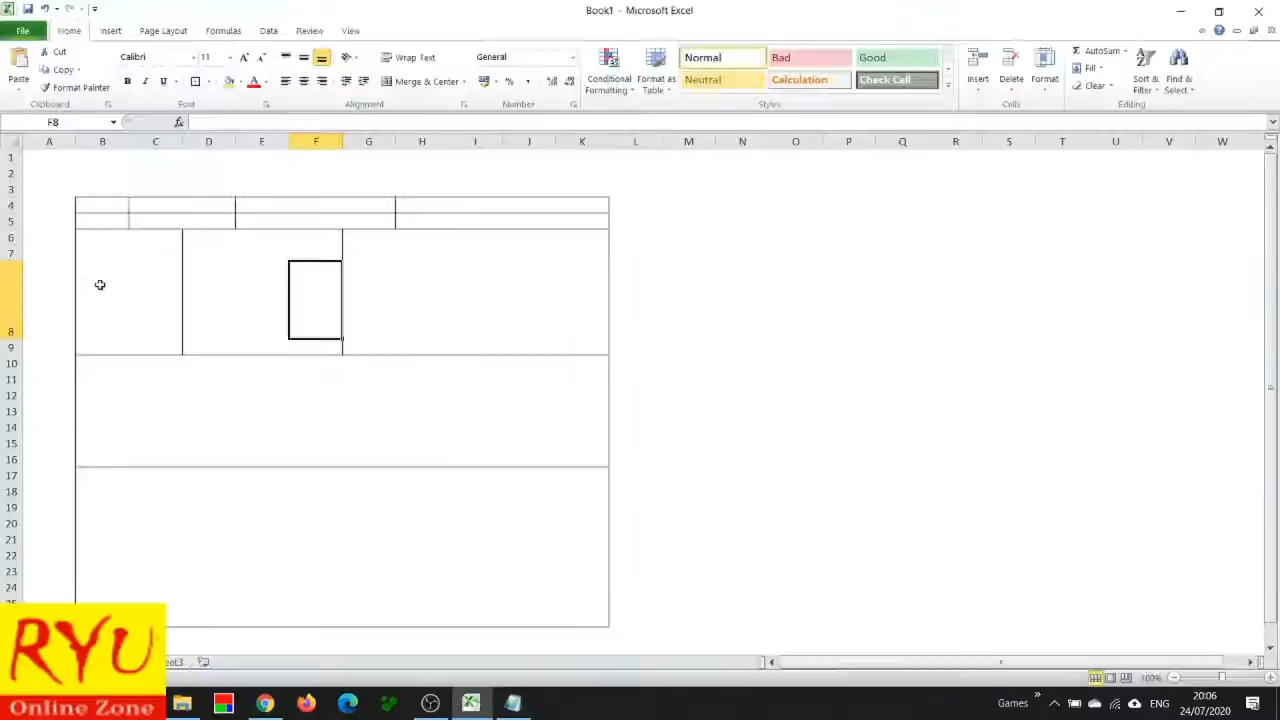 Book1 - Microsoft Excel
File Home Insert Page Layout Formulas Data Review View
Cut
Calibri 11 Wrap Text General Normal Bad Good AutoSum
Copy Fill
Paste Conditional Format as Insert Delete Format Sort & Find &
Format Painter B I U Merge & Center % , Formatting Table Neutral Calculation Check Cell Clear Filter Select
Clipboard Font Alignment Number Styles Cells Editing
F8 fx
A B C D E F G H I J K L M N O P Q R S T U V W
1
2
3
4
5
6
7
8
9
10
11
12
13
14
15
16
17
18
19
20
21
22
23
24
RYU
Online Zone
eet3
100%
Games » ENG 20:06
24/07/2020